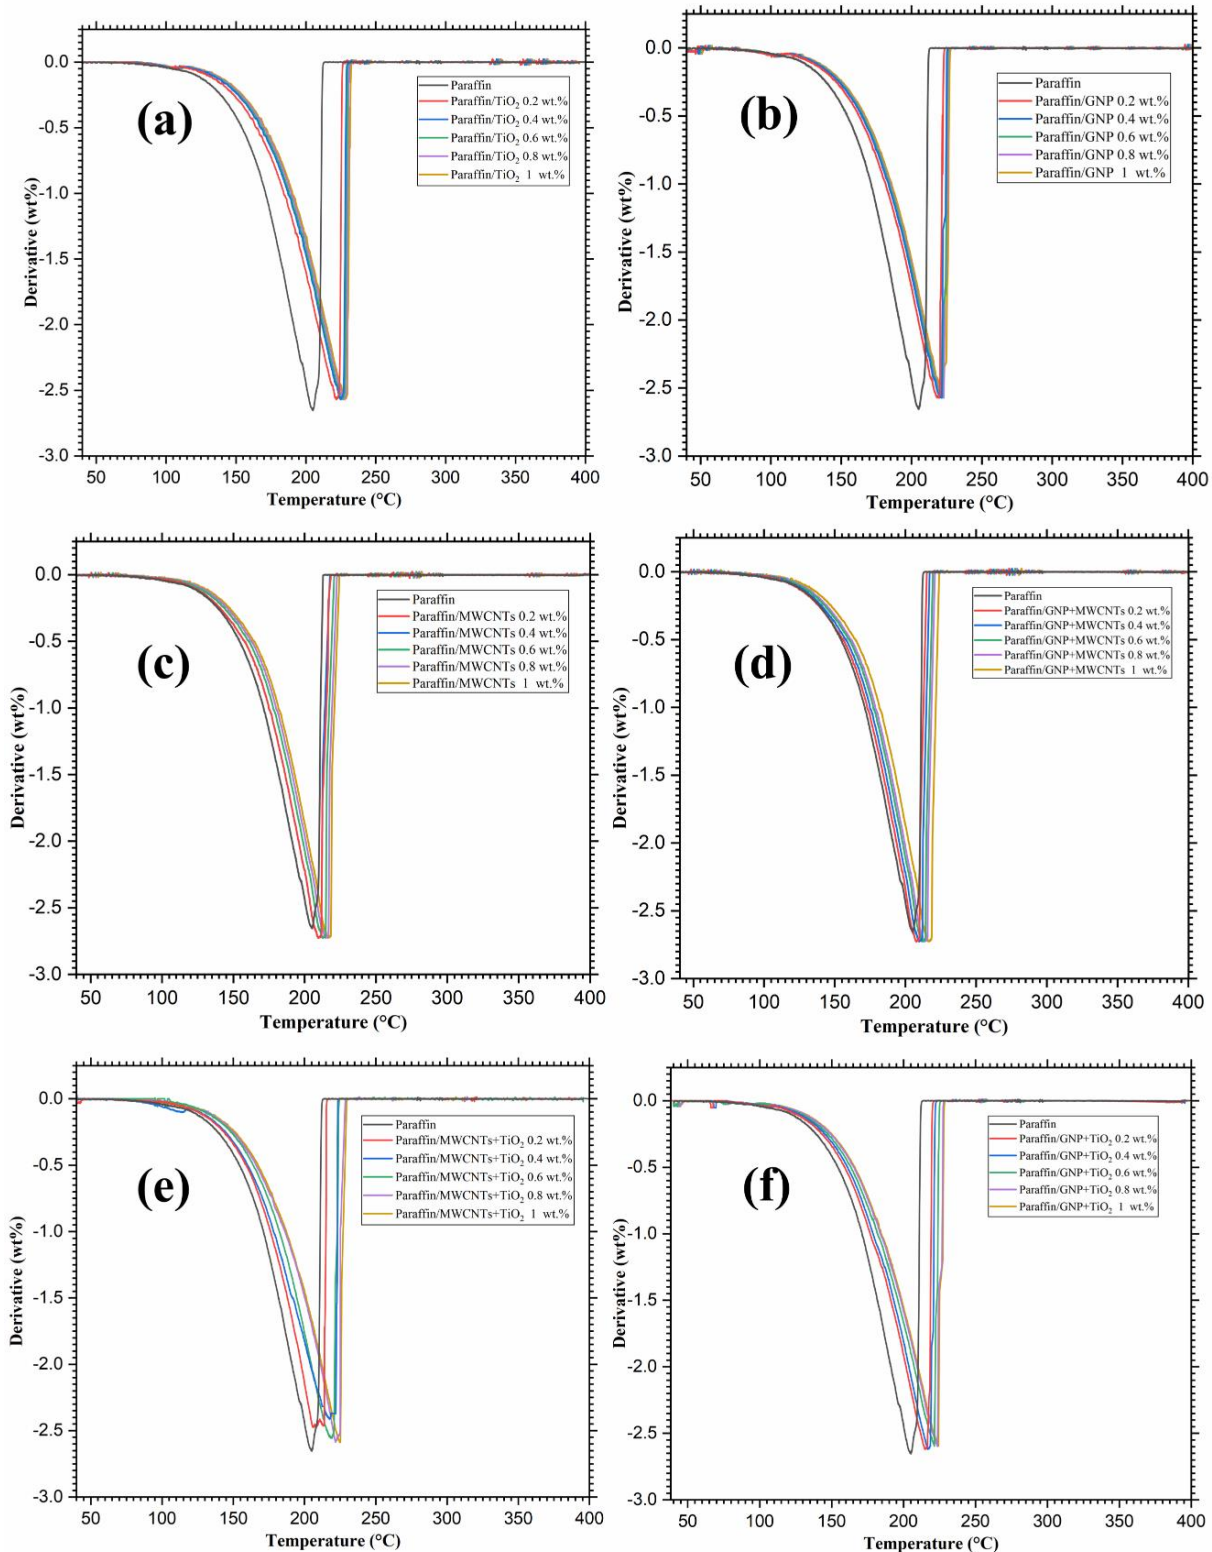 (a)
Paraffin
Paraffin/TiO₂ 0.2 wt.%
Paraffin/TiO₂ 0.4 wt.%
Paraffin/TiO₂ 0.6 wt.%
Paraffin/TiO₂ 0.8 wt.%
Paraffin/TiO₂ 1 wt.%
0.0
-0.5
-1.0
-1.5
-2.0
-2.5
-3.0
Derivative (wt%)
50 100 150 200 250 300 350 400
Temperature (°C)
(b)
Paraffin
Paraffin/GNP 0.2 wt.%
Paraffin/GNP 0.4 wt.%
Paraffin/GNP 0.6 wt.%
Paraffin/GNP 0.8 wt.%
Paraffin/GNP 1 wt.%
0.0
-0.5
-1.0
-1.5
-2.0
-2.5
-3.0
Derivative (wt%)
50 100 150 200 250 300 350 400
Temperature (°C)
(c)
Paraffin
Paraffin/MWCNTs 0.2 wt.%
Paraffin/MWCNTs 0.4 wt.%
Paraffin/MWCNTs 0.6 wt.%
Paraffin/MWCNTs 0.8 wt.%
Paraffin/MWCNTs 1 wt.%
0.0
-0.5
-1.0
-1.5
-2.0
-2.5
-3.0
Derivative (wt%)
50 100 150 200 250 300 350 400
Temperature (°C)
(d)
Paraffin
Paraffin/GNP+MWCNTs 0.2 wt.%
Paraffin/GNP+MWCNTs 0.4 wt.%
Paraffin/GNP+MWCNTs 0.6 wt.%
Paraffin/GNP+MWCNTs 0.8 wt.%
Paraffin/GNP+MWCNTs 1 wt.%
0.0
-0.5
-1.0
-1.5
-2.0
-2.5
-3.0
Derivative (wt%)
50 100 150 200 250 300 350 400
Temperature (°C)
(e)
Paraffin
Paraffin/MWCNTs+TiO₂ 0.2 wt.%
Paraffin/MWCNTs+TiO₂ 0.4 wt.%
Paraffin/MWCNTs+TiO₂ 0.6 wt.%
Paraffin/MWCNTs+TiO₂ 0.8 wt.%
Paraffin/MWCNTs+TiO₂ 1 wt.%
0.0
-0.5
-1.0
-1.5
-2.0
-2.5
-3.0
Derivative (wt%)
50 100 150 200 250 300 350 400
Temperature (°C)
(f)
Paraffin
Paraffin/GNP+TiO₂ 0.2 wt.%
Paraffin/GNP+TiO₂ 0.4 wt.%
Paraffin/GNP+TiO₂ 0.6 wt.%
Paraffin/GNP+TiO₂ 0.8 wt.%
Paraffin/GNP+TiO₂ 1 wt.%
0.0
-0.5
-1.0
-1.5
-2.0
-2.5
-3.0
Derivative (wt%)
50 100 150 200 250 300 350 400
Temperature (°C)